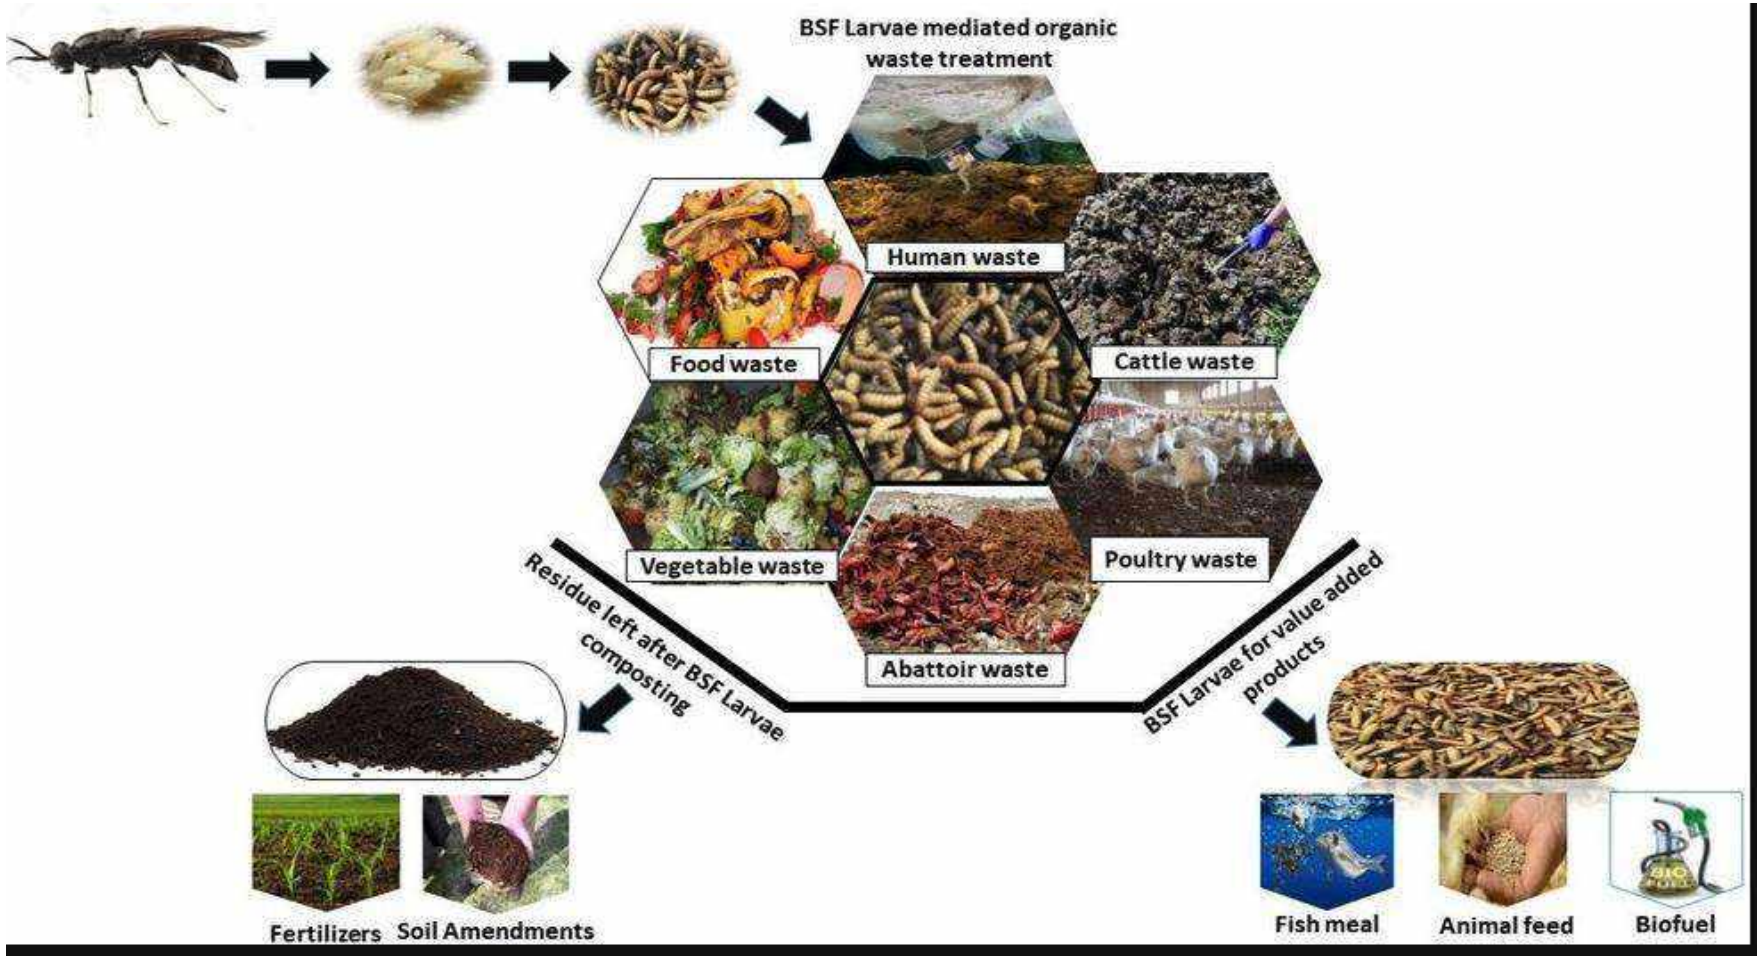 BSF Larvae mediated organic
waste treatment
Human waste
Food waste
Cattle waste
Vegetable waste
Poultry waste
Abattoir waste
Residue left after BSF Larvae
composting
BSF Larvae for value added
products
Fertilizers
Soil Amendments
Fish meal
Animal feed
Biofuel
BIO
FUEL